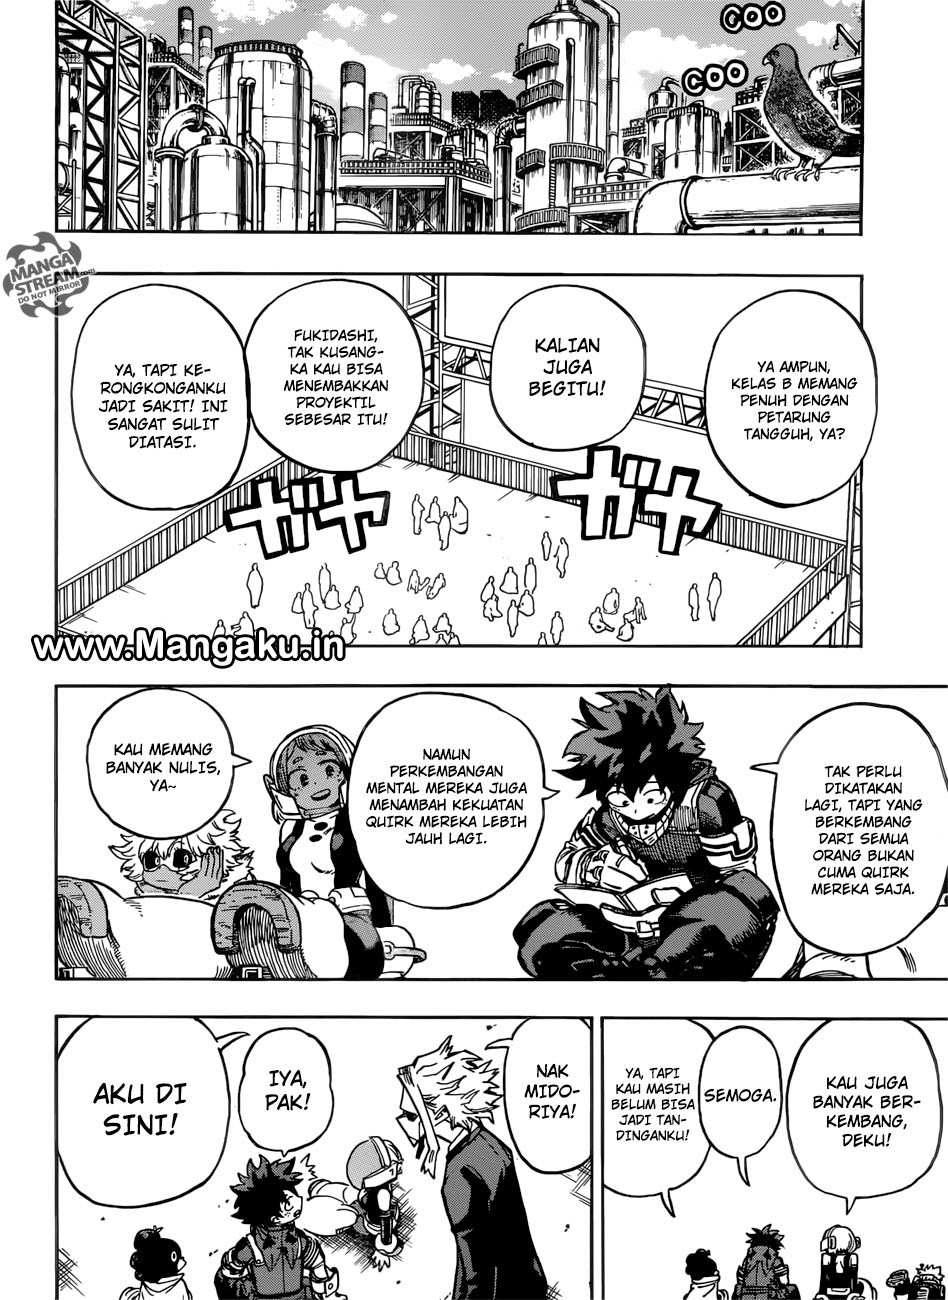 COO
COO
MANGA
STREAM.com
DO NOT MIRROR
YA AMPUN,
KELAS B MEMANG
PENUH DENGAN
PETARUNG
TANGGUH, YA?
KALIAN
JUGA
BEGITU!
FUKIDASHI,
TAK KUSANG-
KA KAU BISA
MENEMBAKKAN
PROYEKTIL
SEBESAR ITU!
YA, TAPI KE-
RONGKONGANKU
JADI SAKIT! INI
SANGAT SULIT
DIATASI.
ガヤ
ガヤ
www.Mangaku.in
TAK PERLU
DIKATAKAN
LAGI, TAPI YANG
BERKEMBANG
DARI SEMUA
ORANG BUKAN
CUMA QUIRK
MEREKA SAJA.
NAMUN
PERKEMBANGAN
MENTAL MEREKA JUGA
MENAMBAH KEKUATAN
QUIRK MEREKA LEBIH
JAUH LAGI.
KAU MEMANG
BANYAK NULIS,
YA~
KAU JUGA
BANYAK BER-
KEMBANG,
DEKU!
SEMOGA.
YA, TAPI
KAU MASIH
BELUM BISA
JADI TAN-
DINGANKU!
NAK
MIDO-
RIYA!
IYA,
PAK!
AKU DI
SINI!